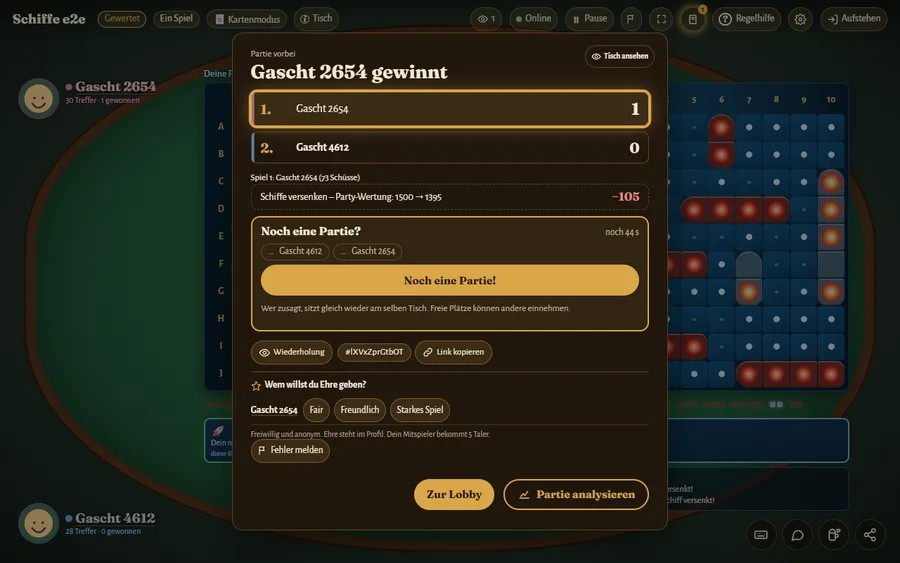 Schiffe e2e
Gewertet
Ein Spiel
Kartenmodus
Tisch
1
Online
Pause
1
Regelhilfe
Aufstehen
Gascht 2654
30 Treffer · 1 gewonnen
Partie vorbei
Gascht 2654 gewinnt
Tisch ansehen
1. Gascht 2654 1
2. Gascht 4612 0
Spiel 1: Gascht 2654 (73 Schüsse)
Schiffe versenken – Party-Wertung: 1500 → 1395 −105
Noch eine Partie? noch 44 s
... Gascht 4612 ... Gascht 2654
Noch eine Partie!
Wer zusagt, sitzt gleich wieder am selben Tisch. Freie Plätze können andere einnehmen.
Wiederholung
#lXVxZprGtbOT
Link kopieren
Wem willst du Ehre geben?
Gascht 2654 Fair Freundlich Starkes Spiel
Freiwillig und anonym. Ehre steht im Profil. Dein Mitspieler bekommt 5 Taler.
Fehler melden
Zur Lobby
Partie analysieren
5 6 7 8 9 10
A
B
C
D
E
F
G
H
I
J
Gascht 4612
28 Treffer · 0 gewonnen